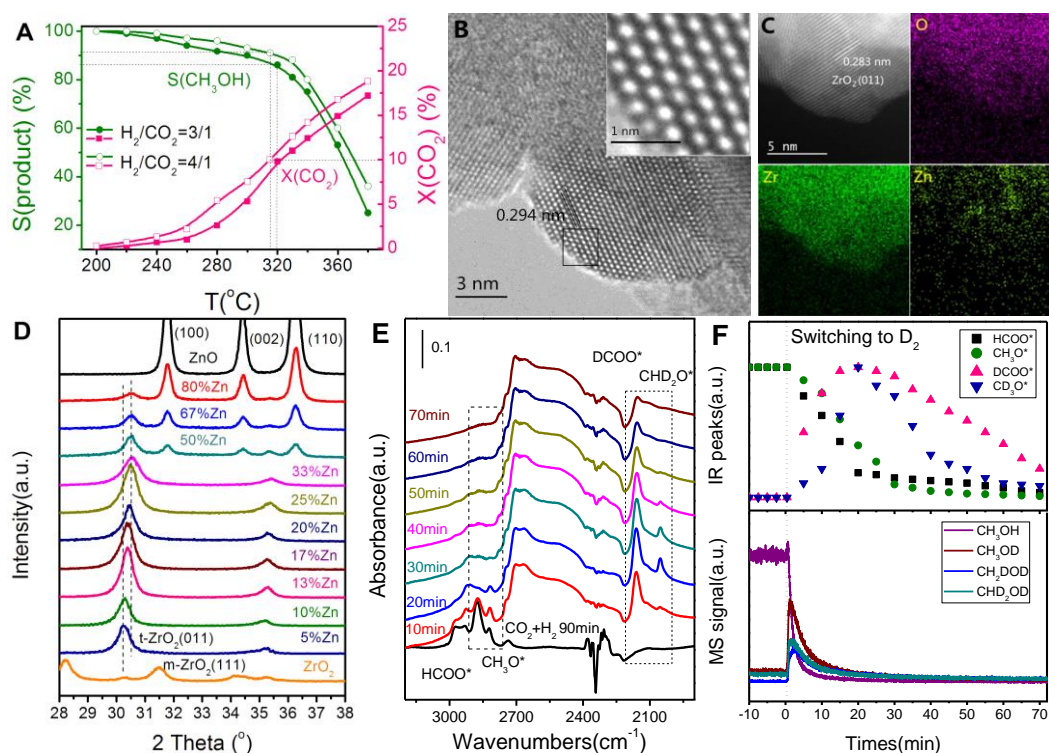 A
S(product) (%)
100
80
60
40
20
S(CH₃OH)
H₂/CO₂=3/1
H₂/CO₂=4/1
X(CO₂)
25
20
15
10
5
0
X(CO₂) (%)
200 240 280 320 360
T(°C)
B
1 nm
0.294 nm
3 nm
C
0.283 nm
ZrO₂(011)
5 nm
O
Zr
Zn
D
Intensity(a.u.)
(100)
(002)
(110)
ZnO
80%Zn
67%Zn
50%Zn
33%Zn
25%Zn
20%Zn
17%Zn
13%Zn
10%Zn
t-ZrO₂(011)
5%Zn
m-ZrO₂(111)
ZrO₂
28 29 30 31 32 33 34 35 36 37 38
2 Theta (°)
E
Absorbance(a.u.)
0.1
DCOO*
CHD₂O*
70min
60min
50min
40min
30min
20min
10min
CO₂+H₂ 90min
HCOO*
CH₃O*
3000 2700 2400 2100
Wavenumbers(cm⁻¹)
F
Switching to D₂
HCOO*
CH₃O*
DCOO*
CD₃O*
IR peaks(a.u.)
CH₃OH
CH₃OD
CH₂DOD
CHD₂OD
MS signal(a.u.)
-10 0 10 20 30 40 50 60 70
Times(min)